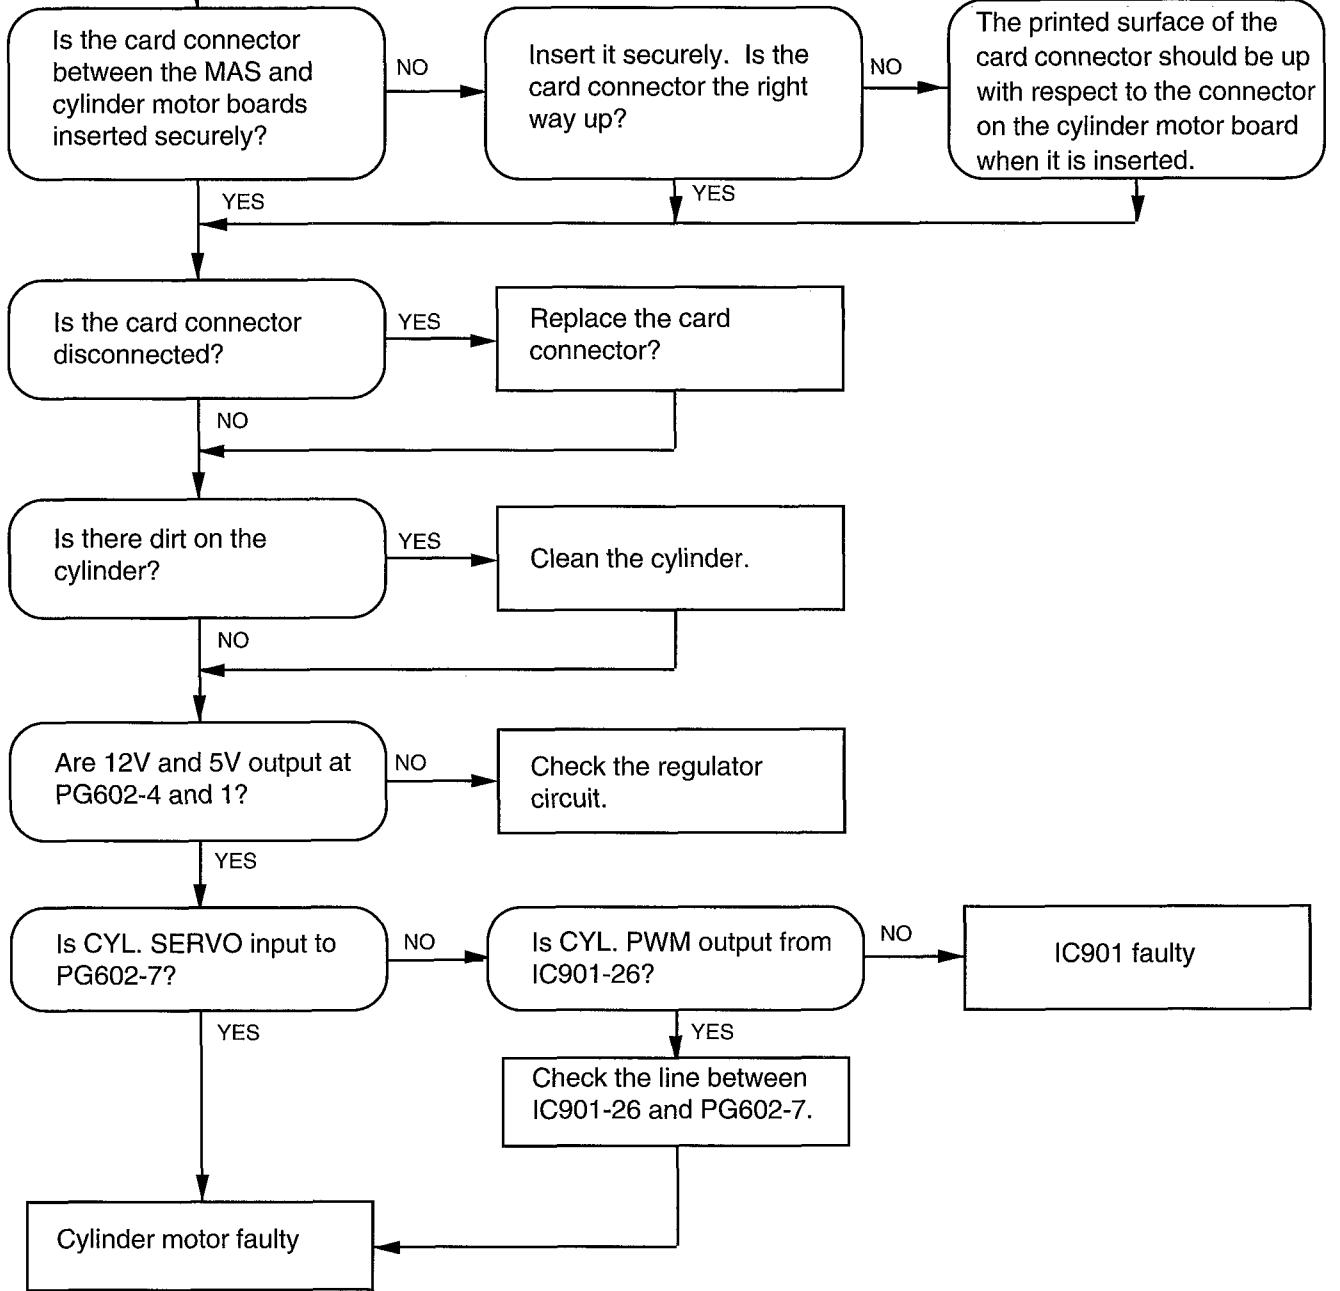 Is the card connector
between the MAS and
cylinder motor boards
inserted securely?
NO
Insert it securely. Is the
card connector the right
way up?
NO
The printed surface of the
card connector should be up
with respect to the connector
on the cylinder motor board
when it is inserted.
YES
YES
Is the card connector
disconnected?
YES
Replace the card
connector?
NO
Is there dirt on the
cylinder?
YES
Clean the cylinder.
NO
Are 12V and 5V output at
PG602-4 and 1?
NO
Check the regulator
circuit.
YES
Is CYL. SERVO input to
PG602-7?
NO
Is CYL. PWM output from
IC901-26?
NO
IC901 faulty
YES
YES
Check the line between
IC901-26 and PG602-7.
Cylinder motor faulty